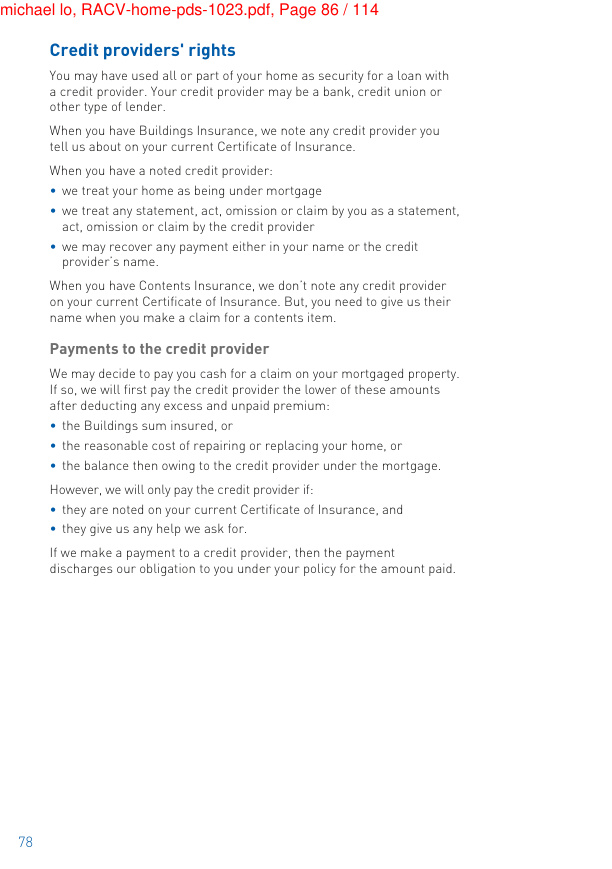 michael lo, RACV-home-pds-1023.pdf, Page 86 / 114
Credit providers' rights
You may have used all or part of your home as security for a loan with
a credit provider. Your credit provider may be a bank, credit union or
other type of lender.
When you have Buildings Insurance, we note any credit provider you
tell us about on your current Certificate of Insurance.
When you have a noted credit provider:
• we treat your home as being under mortgage
• we treat any statement, act, omission or claim by you as a statement,
act, omission or claim by the credit provider
• we may recover any payment either in your name or the credit
provider's name.
When you have Contents Insurance, we don't note any credit provider
on your current Certificate of Insurance. But, you need to give us their
name when you make a claim for a contents item.
Payments to the credit provider
We may decide to pay you cash for a claim on your mortgaged property.
If so, we will first pay the credit provider the lower of these amounts
after deducting any excess and unpaid premium:
• the Buildings sum insured, or
• the reasonable cost of repairing or replacing your home, or
• the balance then owing to the credit provider under the mortgage.
However, we will only pay the credit provider if:
• they are noted on your current Certificate of Insurance, and
• they give us any help we ask for.
If we make a payment to a credit provider, then the payment
discharges our obligation to you under your policy for the amount paid.
78